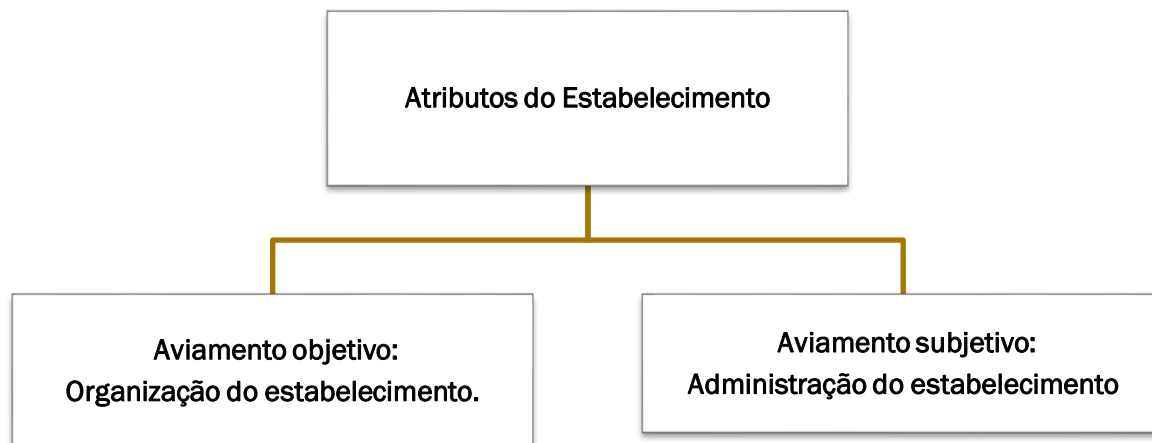 Atributos do Estabelecimento
Aviamento objetivo:
Organização do estabelecimento.
Aviamento subjetivo:
Administração do estabelecimento